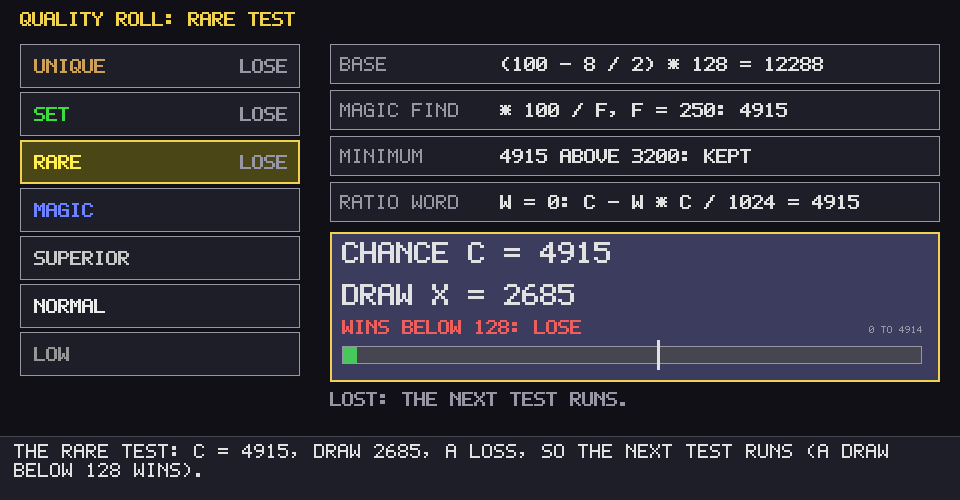 QUALITY ROLL: RARE TEST
UNIQUE LOSE
SET LOSE
RARE LOSE
MAGIC
SUPERIOR
NORMAL
LOW
BASE (100 - 8 / 2) * 128 = 12288
MAGIC FIND * 100 / F, F = 250: 4915
MINIMUM 4915 ABOVE 3200: KEPT
RATIO WORD W = 0: C - W * C / 1024 = 4915
CHANCE C = 4915
DRAW X = 2685
WINS BELOW 128: LOSE
0 TO 4914
LOST: THE NEXT TEST RUNS.
THE RARE TEST: C = 4915, DRAW 2685, A LOSS, SO THE NEXT TEST RUNS (A DRAW
BELOW 128 WINS).